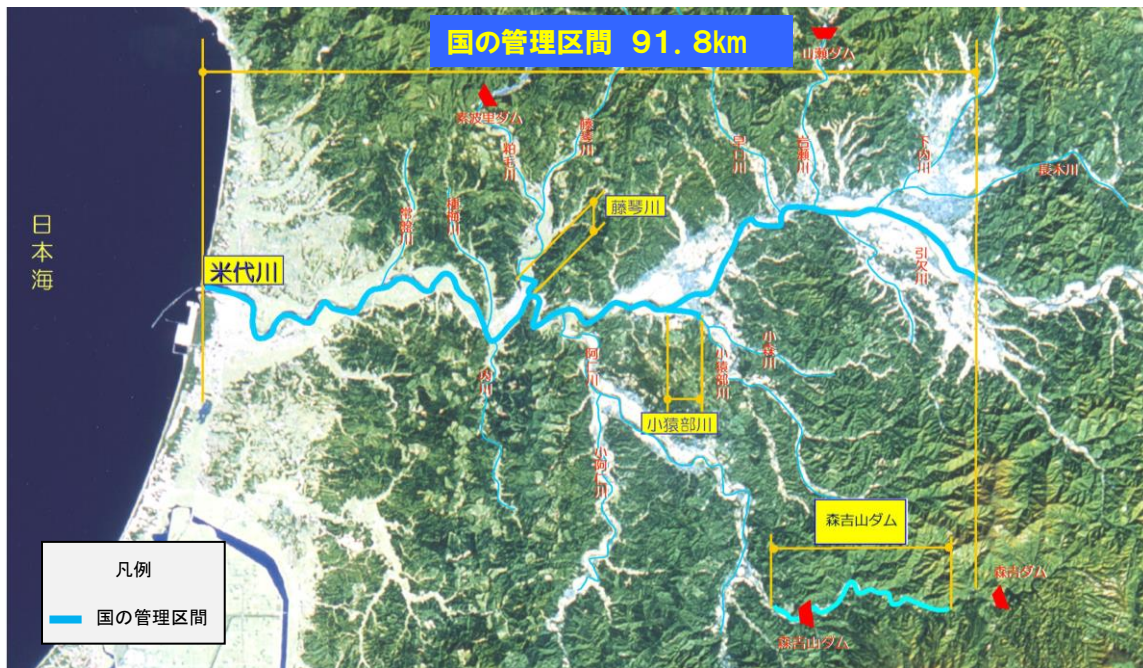 国の管理区間 91.8km
山瀬ダム
素波里ダム
藤琴川
粕毛川
早口川
岩瀬川
下内川
長木川
常盤川
種梅川
藤琴川
日本海
米代川
引欠川
内川
阿仁川
小猿部川
小森川
小猿部川
小阿仁川
森吉山ダム
森吉ダム
森吉山ダム
凡例
国の管理区間